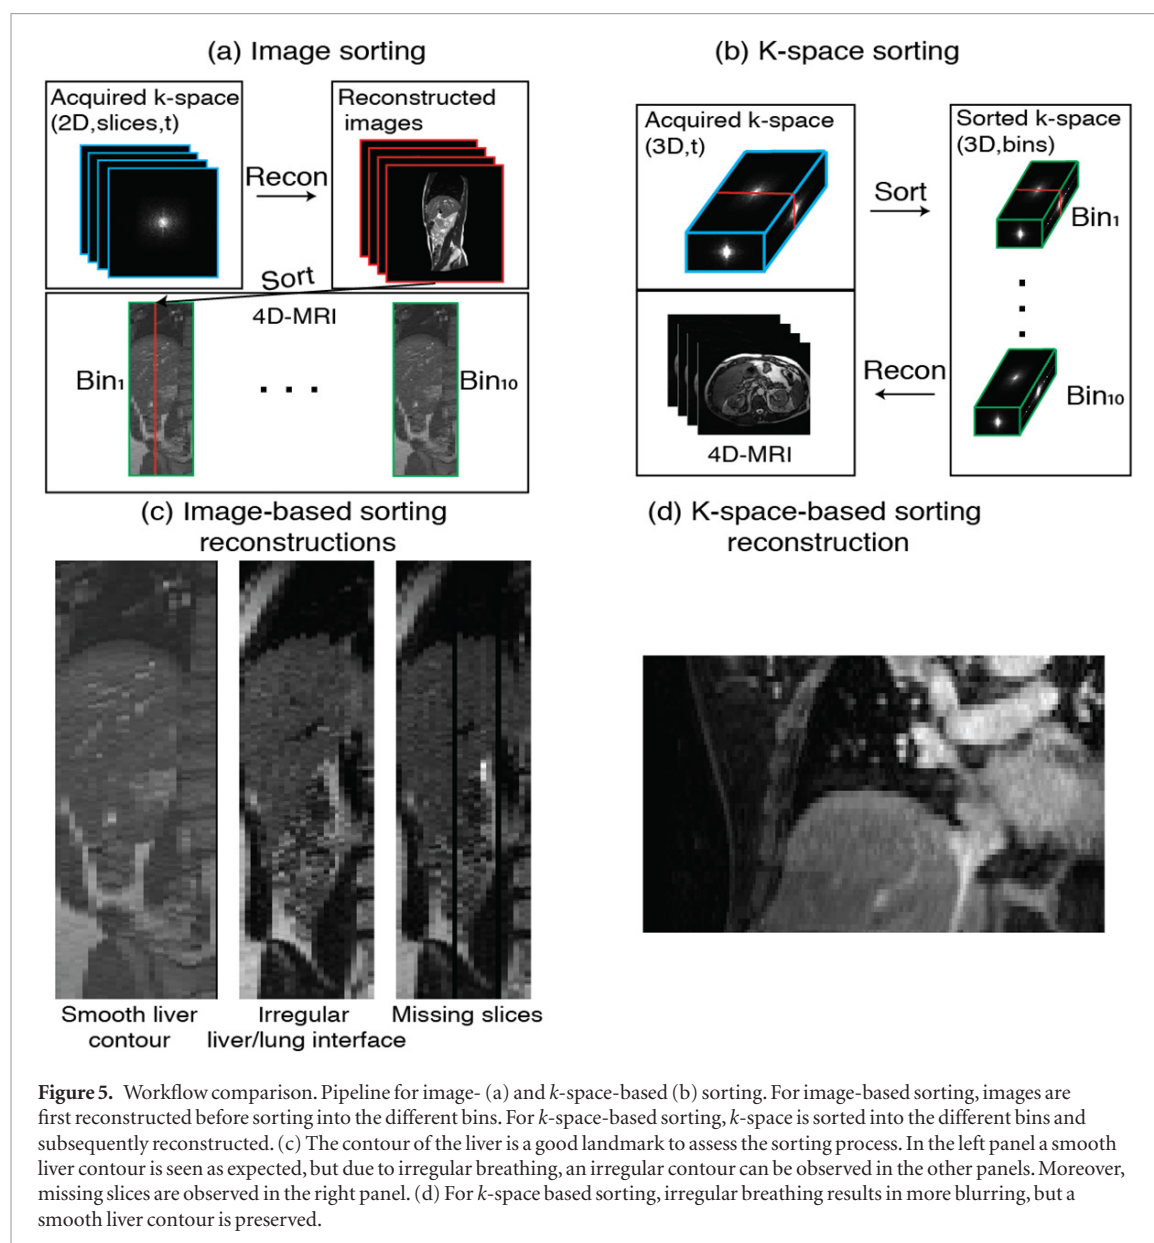 (a) Image sorting
Acquired k-space
(2D,slices,t)
Recon
Reconstructed
images
Sort
4D-MRI
Bin₁
. . .
Bin₁₀
(b) K-space sorting
Acquired k-space
(3D,t)
Sort
Sorted k-space
(3D,bins)
Bin₁
Bin₁₀
Recon
4D-MRI
(c) Image-based sorting
reconstructions
Smooth liver
contour
Irregular
liver/lung interface
Missing slices
(d) K-space-based sorting
reconstruction
Figure 5. Workflow comparison. Pipeline for image- (a) and k-space-based (b) sorting. For image-based sorting, images are
first reconstructed before sorting into the different bins. For k-space-based sorting, k-space is sorted into the different bins and
subsequently reconstructed. (c) The contour of the liver is a good landmark to assess the sorting process. In the left panel a smooth
liver contour is seen as expected, but due to irregular breathing, an irregular contour can be observed in the other panels. Moreover,
missing slices are observed in the right panel. (d) For k-space based sorting, irregular breathing results in more blurring, but a
smooth liver contour is preserved.